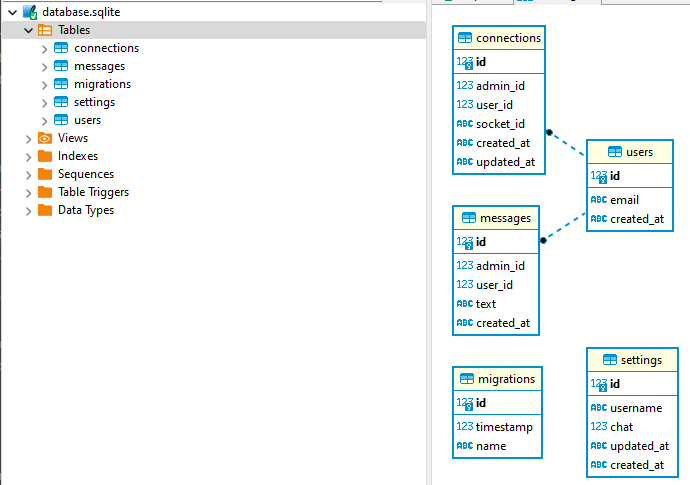 database.sqlite
Tables
connections
messages
migrations
settings
users
Views
Indexes
Sequences
Table Triggers
Data Types
connections
123 id
123 admin_id
123 user_id
ABC socket_id
ABC created_at
ABC updated_at
users
123 id
ABC email
ABC created_at
messages
123 id
123 admin_id
123 user_id
ABC text
ABC created_at
migrations
123 id
123 timestamp
ABC name
settings
123 id
ABC username
123 chat
ABC updated_at
ABC created_at